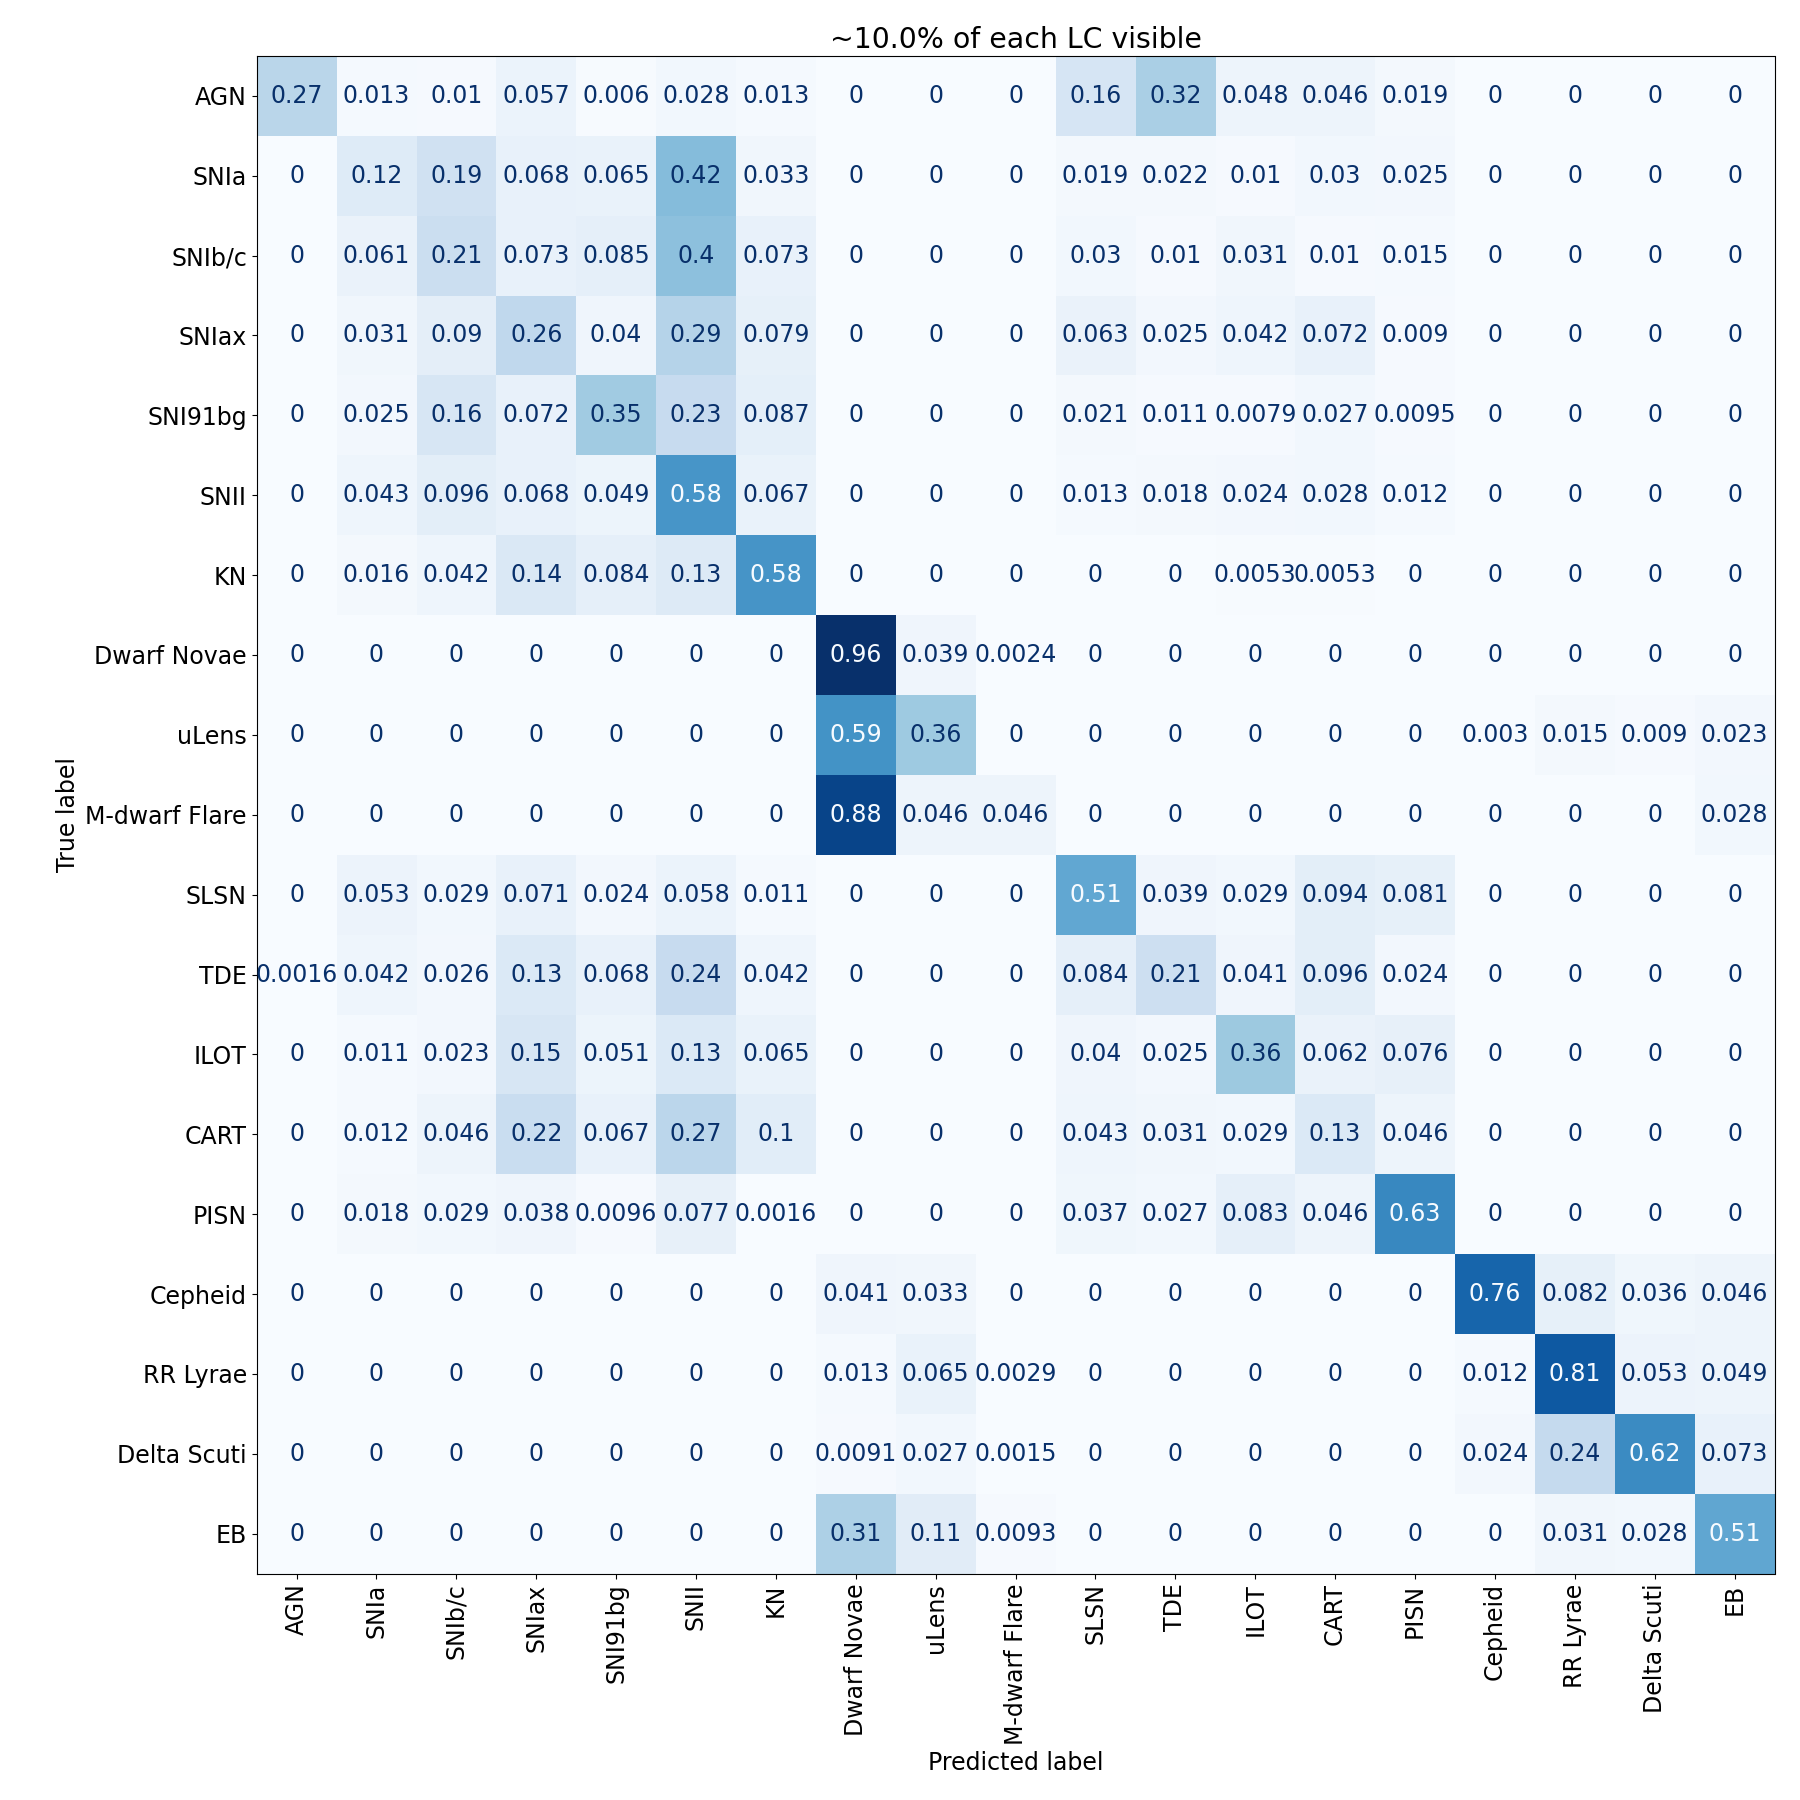 ~10.0% of each LC visible
AGN 0.27 0.013 0.01 0.057 0.006 0.028 0.013 0 0 0 0.16 0.32 0.048 0.046 0.019 0 0 0 0
SNIa 0 0.12 0.19 0.068 0.065 0.42 0.033 0 0 0 0.019 0.022 0.01 0.03 0.025 0 0 0 0
SNIb/c 0 0.061 0.21 0.073 0.085 0.4 0.073 0 0 0 0.03 0.01 0.031 0.01 0.015 0 0 0 0
SNIax 0 0.031 0.09 0.26 0.04 0.29 0.079 0 0 0 0.063 0.025 0.042 0.072 0.009 0 0 0 0
SNI91bg 0 0.025 0.16 0.072 0.35 0.23 0.087 0 0 0 0.021 0.011 0.0079 0.027 0.0095 0 0 0 0
SNII 0 0.043 0.096 0.068 0.049 0.58 0.067 0 0 0 0.013 0.018 0.024 0.028 0.012 0 0 0 0
KN 0 0.016 0.042 0.14 0.084 0.13 0.58 0 0 0 0 0 0.0053 0.0053 0 0 0 0 0
Dwarf Novae 0 0 0 0 0 0 0 0.96 0.039 0.0024 0 0 0 0 0 0 0 0 0
uLens 0 0 0 0 0 0 0 0.59 0.36 0 0 0 0 0 0 0.003 0.015 0.009 0.023
M-dwarf Flare 0 0 0 0 0 0 0 0.88 0.046 0.046 0 0 0 0 0 0 0 0 0.028
SLSN 0 0.053 0.029 0.071 0.024 0.058 0.011 0 0 0 0.51 0.039 0.029 0.094 0.081 0 0 0 0
TDE 0.0016 0.042 0.026 0.13 0.068 0.24 0.042 0 0 0 0.084 0.21 0.041 0.096 0.024 0 0 0 0
ILOT 0 0.011 0.023 0.15 0.051 0.13 0.065 0 0 0 0.04 0.025 0.36 0.062 0.076 0 0 0 0
CART 0 0.012 0.046 0.22 0.067 0.27 0.1 0 0 0 0.043 0.031 0.029 0.13 0.046 0 0 0 0
PISN 0 0.018 0.029 0.038 0.0096 0.077 0.0016 0 0 0 0.037 0.027 0.083 0.046 0.63 0 0 0 0
Cepheid 0 0 0 0 0 0 0 0.041 0.033 0 0 0 0 0 0 0.76 0.082 0.036 0.046
RR Lyrae 0 0 0 0 0 0 0 0.013 0.065 0.0029 0 0 0 0 0 0.012 0.81 0.053 0.049
Delta Scuti 0 0 0 0 0 0 0 0.0091 0.027 0.0015 0 0 0 0 0 0.024 0.24 0.62 0.073
EB 0 0 0 0 0 0 0 0.31 0.11 0.0093 0 0 0 0 0 0 0.031 0.028 0.51
True label
AGN SNIa SNIb/c SNIax SNI91bg SNII KN Dwarf Novae uLens M-dwarf Flare SLSN TDE ILOT CART PISN Cepheid RR Lyrae Delta Scuti EB
Predicted label